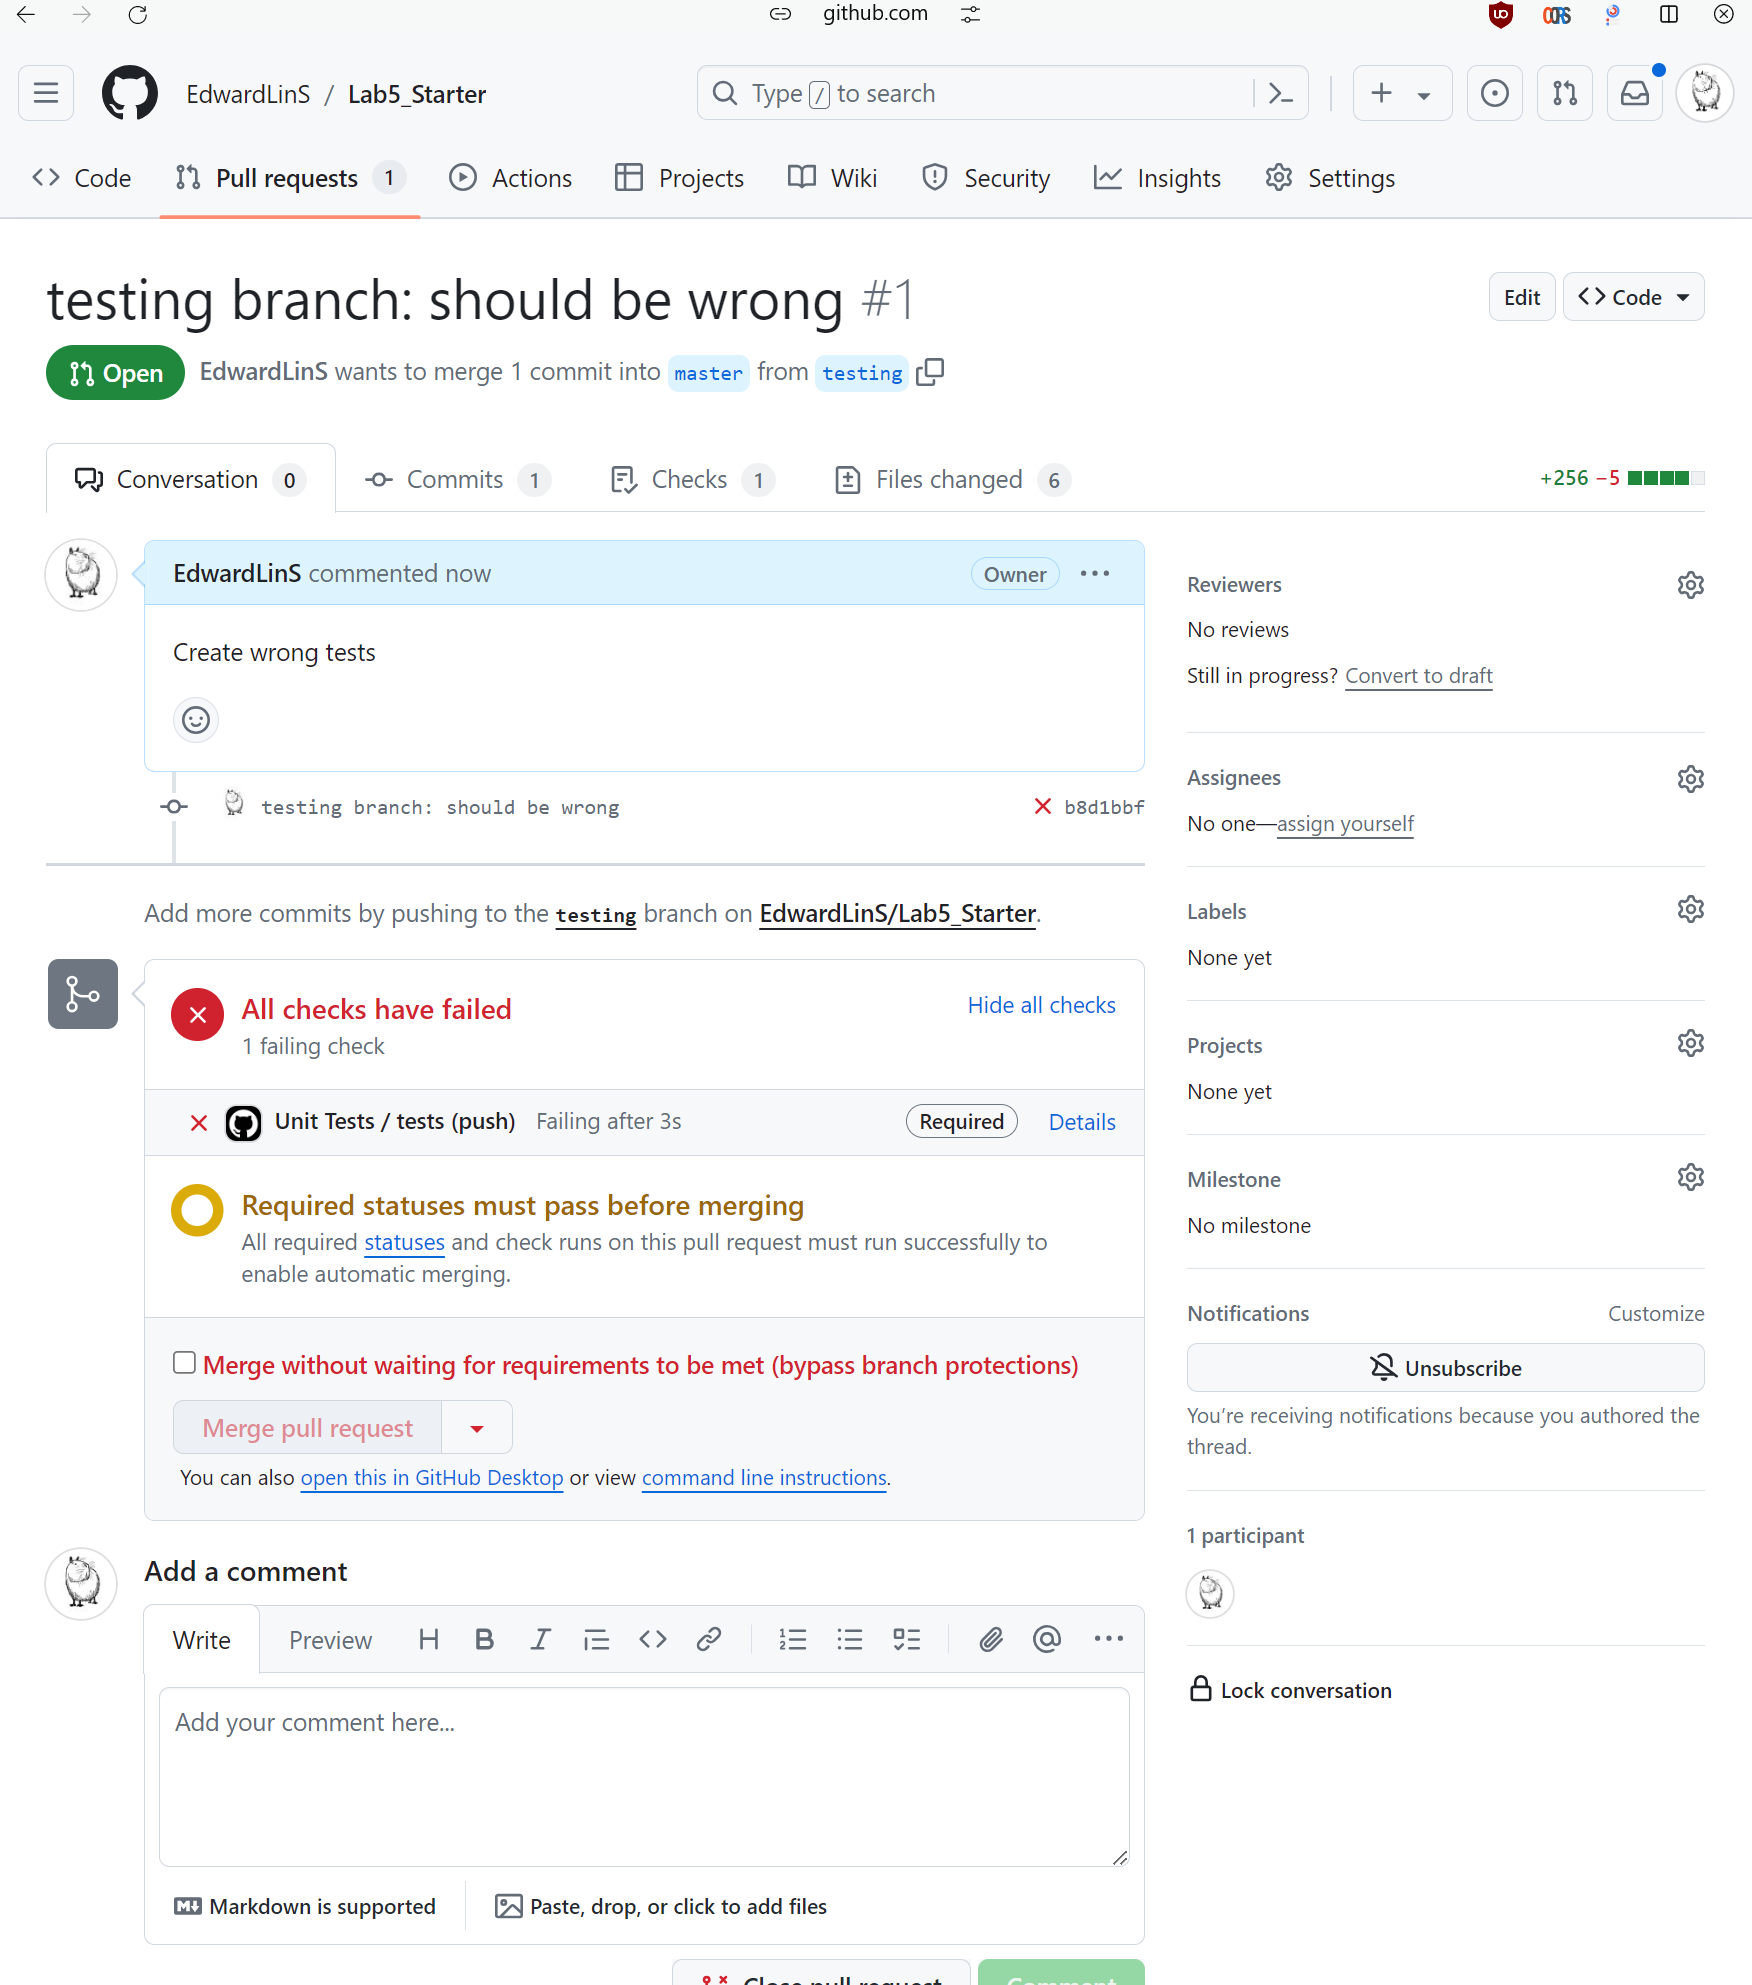 github.com
EdwardLinS / Lab5_Starter
Type / to search
Code
Pull requests 1
Actions
Projects
Wiki
Security
Insights
Settings
testing branch: should be wrong #1
Edit
Code
Open
EdwardLinS wants to merge 1 commit into master from testing
Conversation 0
Commits 1
Checks 1
Files changed 6
+256 −5
EdwardLinS commented now
Owner
Create wrong tests
testing branch: should be wrong
b8d1bbf
Add more commits by pushing to the testing branch on EdwardLinS/Lab5_Starter.
All checks have failed
1 failing check
Hide all checks
Unit Tests / tests (push) Failing after 3s
Required
Details
Required statuses must pass before merging
All required statuses and check runs on this pull request must run successfully to
enable automatic merging.
Merge without waiting for requirements to be met (bypass branch protections)
Merge pull request
You can also open this in GitHub Desktop or view command line instructions.
Add a comment
Write
Preview
Add your comment here...
Markdown is supported
Paste, drop, or click to add files
Close pull request
Comment
Reviewers
No reviews
Still in progress? Convert to draft
Assignees
No one—assign yourself
Labels
None yet
Projects
None yet
Milestone
No milestone
Notifications
Customize
Unsubscribe
You’re receiving notifications because you authored the
thread.
1 participant
Lock conversation